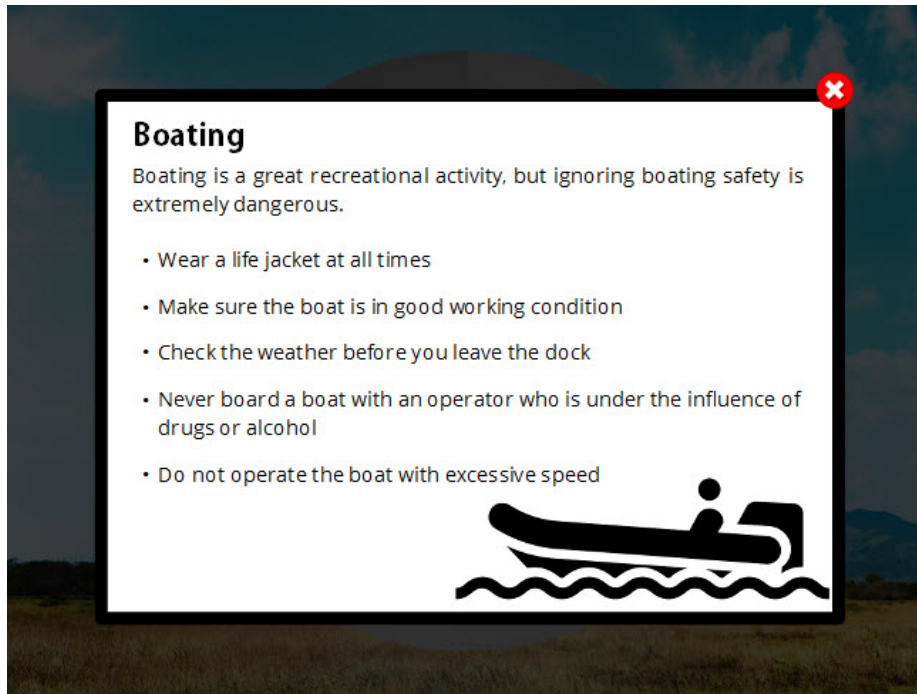 Boating
Boating is a great recreational activity, but ignoring boating safety is
extremely dangerous.
• Wear a life jacket at all times
• Make sure the boat is in good working condition
• Check the weather before you leave the dock
• Never board a boat with an operator who is under the influence of
drugs or alcohol
• Do not operate the boat with excessive speed